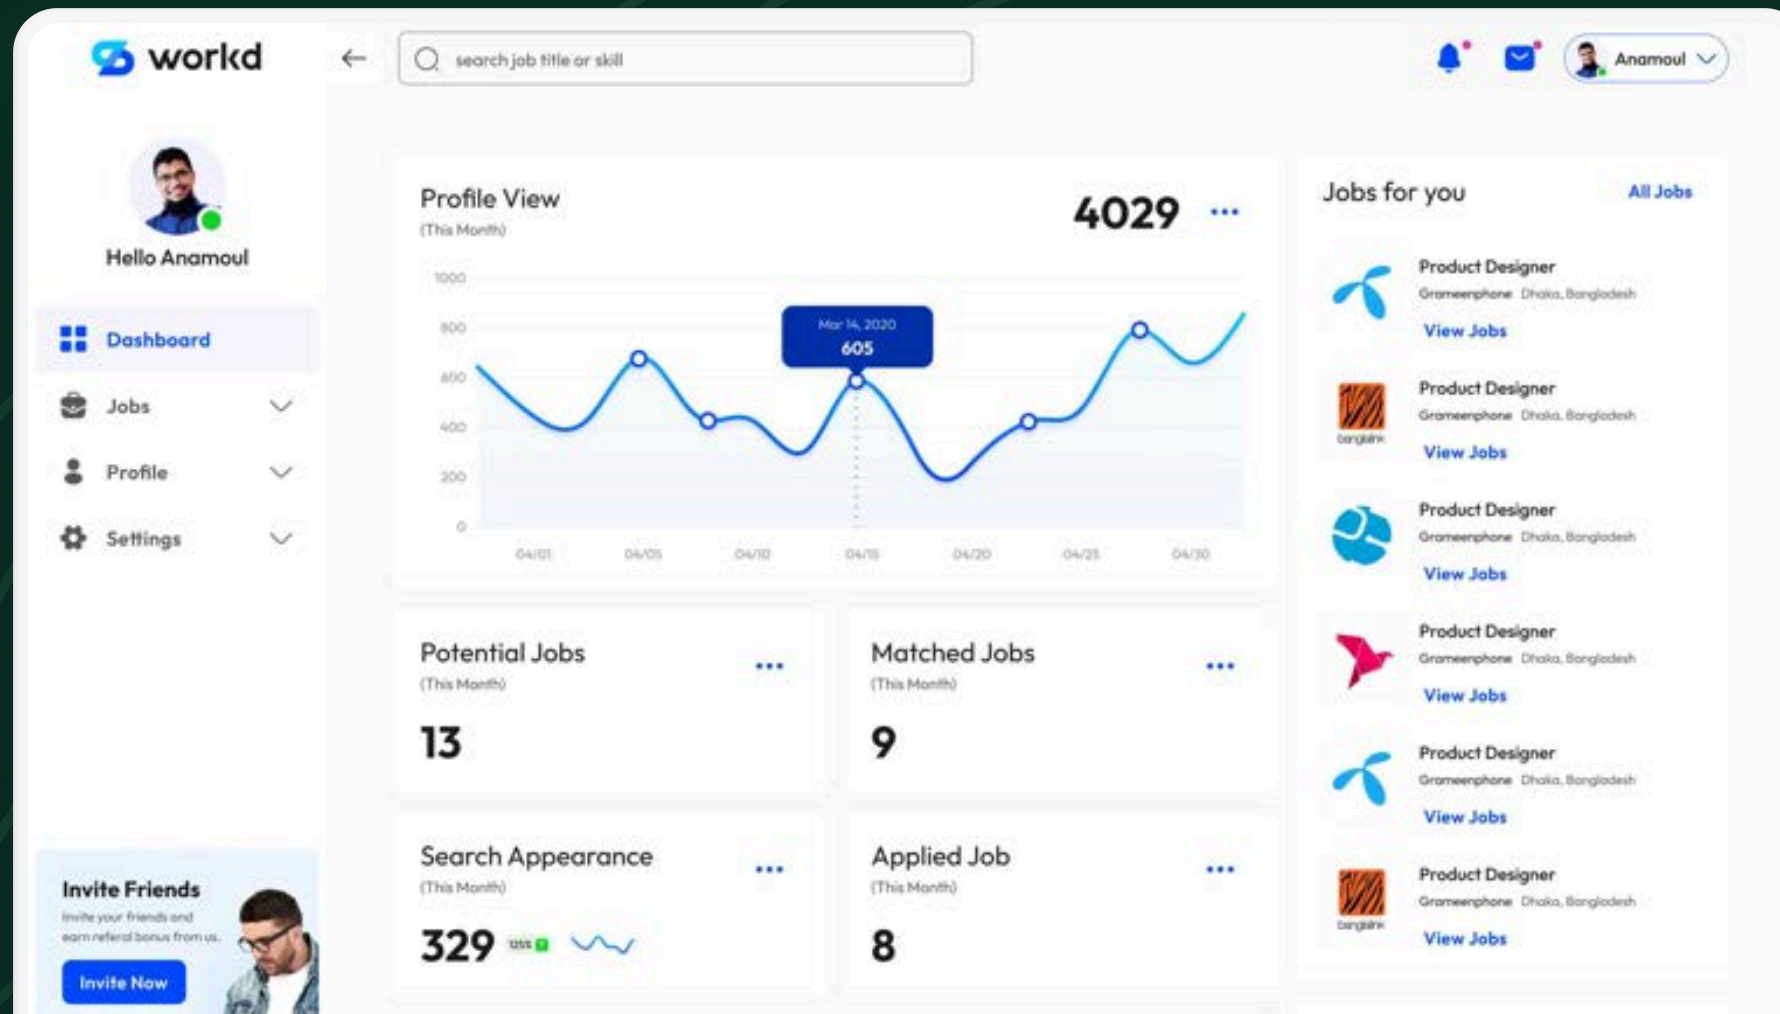 workd
search job title or skill
Anamoul
Hello Anamoul
Dashboard
Jobs
Profile
Settings
Invite Friends
Invite your friends and
earn referal bonus from us.
Invite Now
Profile View
(This Month)
4029
1000
800
600
400
200
0
Mar 14, 2020
605
04/01 04/05 04/10 04/15 04/20 04/25 04/30
Potential Jobs
(This Month)
13
Matched Jobs
(This Month)
9
Search Appearance
(This Month)
329 125%
Applied Job
(This Month)
8
Jobs for you All Jobs
Product Designer
Grameenphone Dhaka, Bangladesh
View Jobs
banglalink
Product Designer
Grameenphone Dhaka, Bangladesh
View Jobs
Product Designer
Grameenphone Dhaka, Bangladesh
View Jobs
Product Designer
Grameenphone Dhaka, Bangladesh
View Jobs
Product Designer
Grameenphone Dhaka, Bangladesh
View Jobs
banglalink
Product Designer
Grameenphone Dhaka, Bangladesh
View Jobs